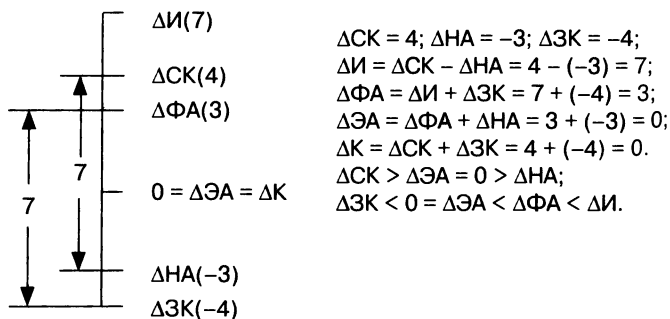 ΔИ(7)
ΔСК(4)
ΔФА(3)
7
7
0 = ΔЭА = ΔК
ΔНА(−3)
ΔЗК(−4)
ΔСК = 4; ΔНА = −3; ΔЗК = −4;
ΔИ = ΔСК − ΔНА = 4 − (−3) = 7;
ΔФА = ΔИ + ΔЗК = 7 + (−4) = 3;
ΔЭА = ΔФА + ΔНА = 3 + (−3) = 0;
ΔК = ΔСК + ΔЗК = 4 + (−4) = 0.
ΔСК > ΔЭА = 0 > ΔНА;
ΔЗК < 0 = ΔЭА < ΔФА < ΔИ.